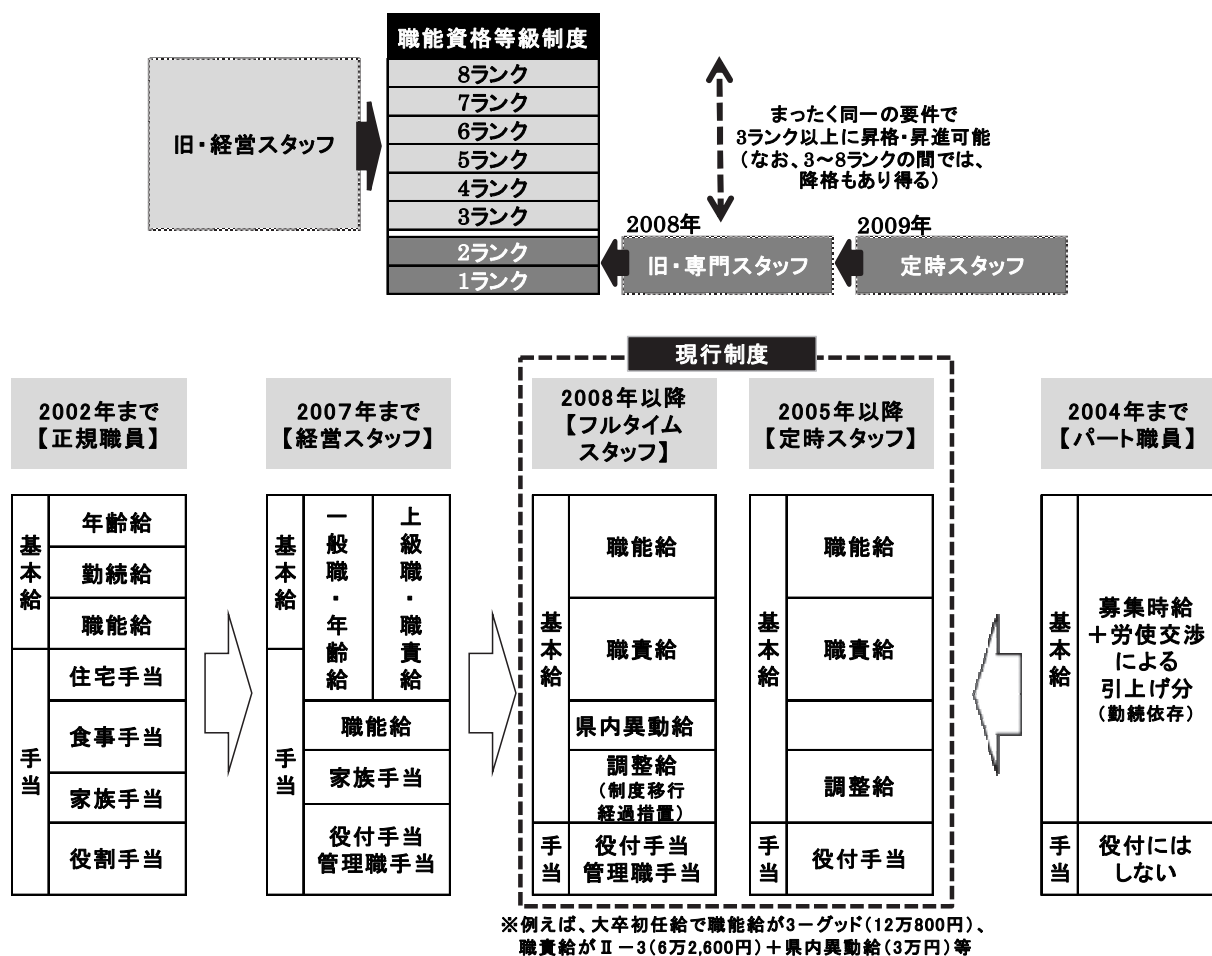 職能資格等級制度
8ランク
7ランク
6ランク
5ランク
4ランク
3ランク
2ランク
1ランク
旧・経営スタッフ
まったく同一の要件で
3ランク以上に昇格・昇進可能
（なお、3～8ランクの間では、
降格もあり得る）
2008年
旧・専門スタッフ
2009年
定時スタッフ
現行制度
2002年まで
【正規職員】
基本給
年齢給
勤続給
職能給
手当
住宅手当
食事手当
家族手当
役割手当
2007年まで
【経営スタッフ】
基本給
一般職・年齢給
上級職・職責給
職能給
手当
家族手当
役付手当
管理職手当
2008年以降
【フルタイム
スタッフ】
基本給
職能給
職責給
県内異動給
調整給
（制度移行
経過措置）
手当
役付手当
管理職手当
2005年以降
【定時スタッフ】
基本給
職能給
職責給
調整給
手当
役付手当
2004年まで
【パート職員】
基本給
募集時給
＋労使交渉
による
引上げ分
（勤続依存）
手当
役付には
しない
※例えば、大卒初任給で職能給が3－グッド（12万800円）、
職責給がⅡ－3（6万2,600円）＋県内異動給（3万円）等